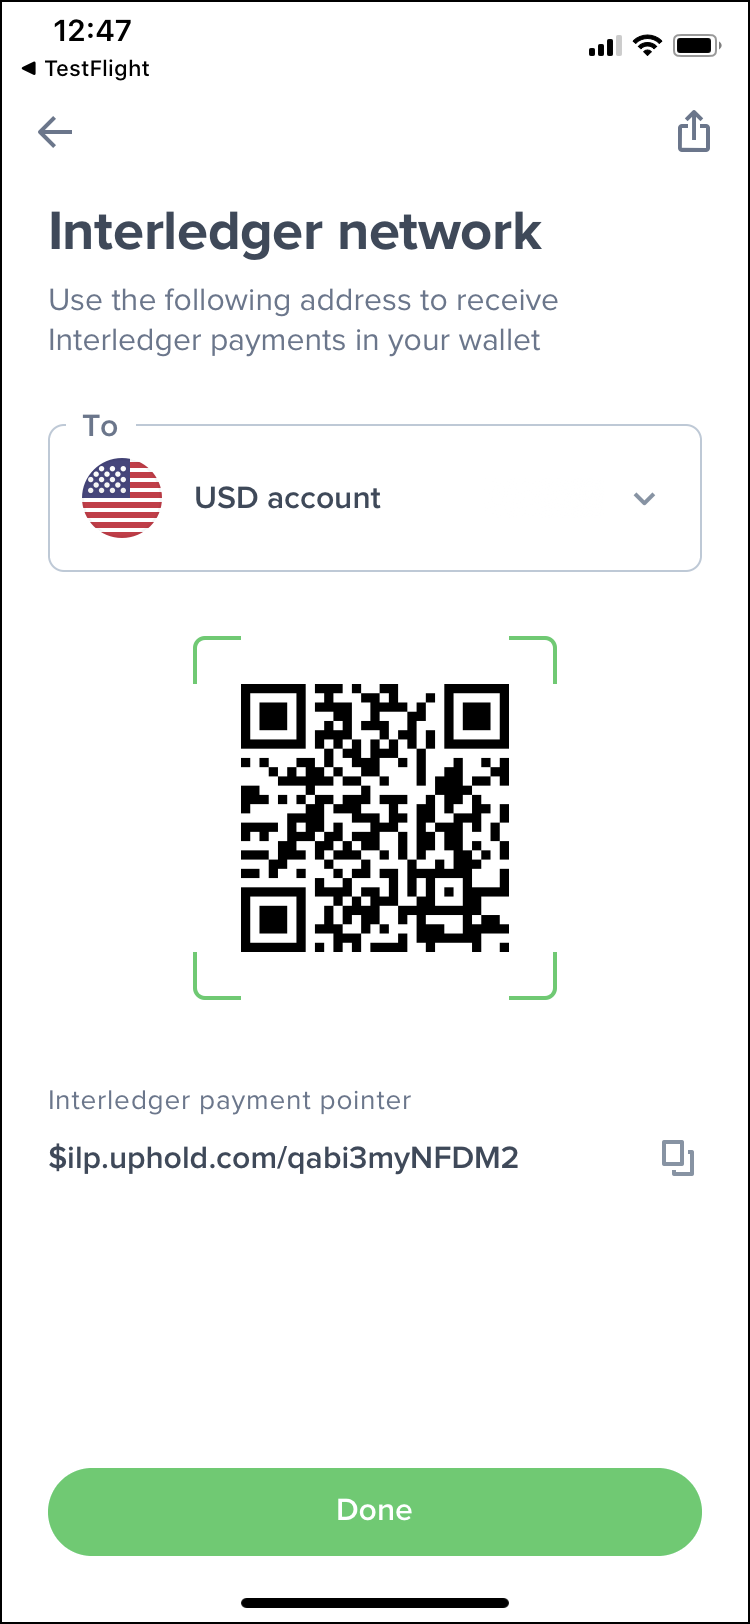 12:47
◀ TestFlight
Interledger network
Use the following address to receive
Interledger payments in your wallet
To
USD account
Interledger payment pointer
$ilp.uphold.com/qabi3myNFDM2
Done